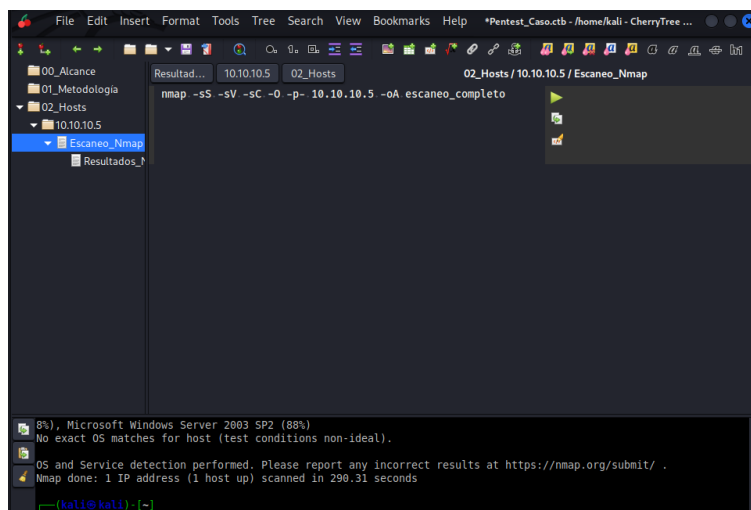 File Edit Insert Format Tools Tree Search View Bookmarks Help *Pentest_Caso.ctb - /home/kali - CherryTree ...
00_Alcance
01_Metodología
02_Hosts
10.10.10.5
Escaneo_Nmap
Resultados_N
Resultad... 10.10.10.5 02_Hosts 02_Hosts / 10.10.10.5 / Escaneo_Nmap
nmap -sS -sV -sC -O -p- 10.10.10.5 -oA escaneo_completo
8%), Microsoft Windows Server 2003 SP2 (88%)
No exact OS matches for host (test conditions non-ideal).
OS and Service detection performed. Please report any incorrect results at https://nmap.org/submit/ .
Nmap done: 1 IP address (1 host up) scanned in 290.31 seconds
┌──(kali㉿kali)-[~]